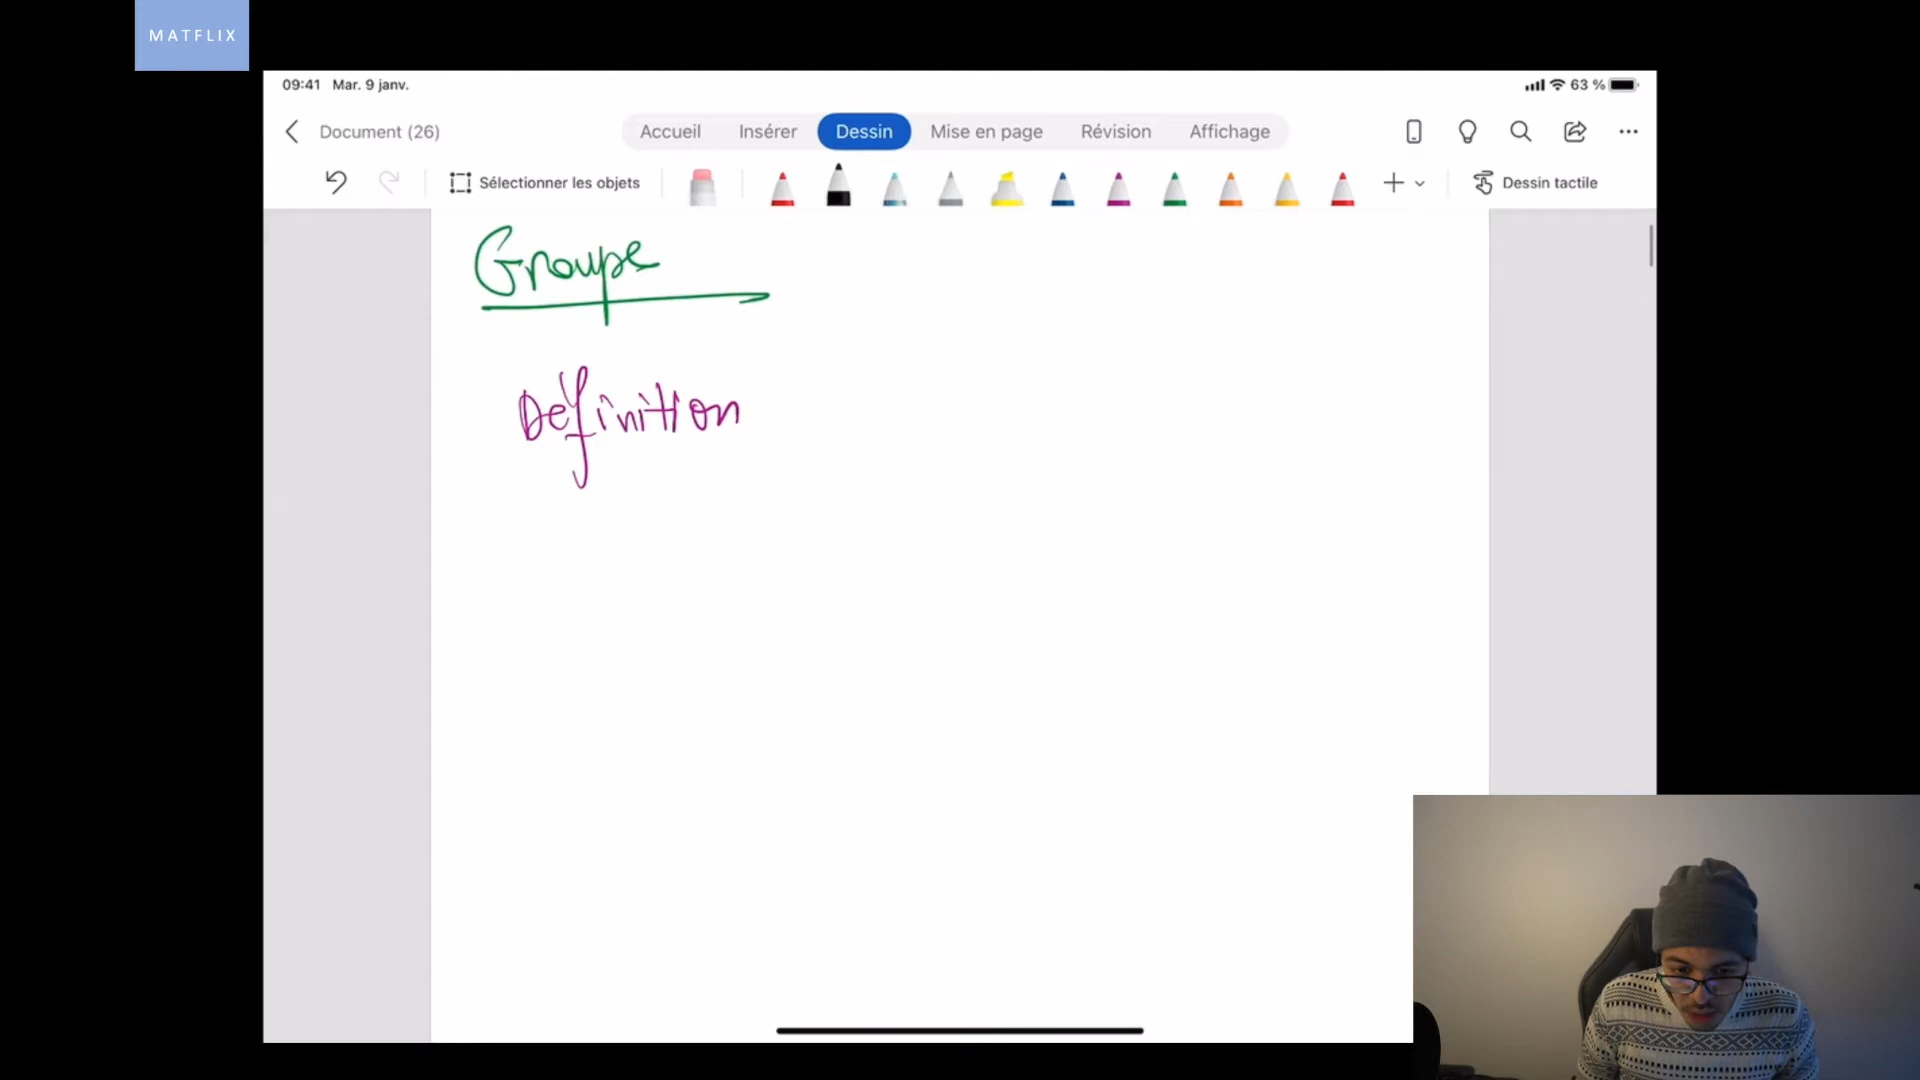 MATFLIX
09:41 Mar. 9 janv. 63 %
Document (26) Accueil Insérer Dessin Mise en page Révision Affichage
Sélectionner les objets Dessin tactile
Groupe
Définition